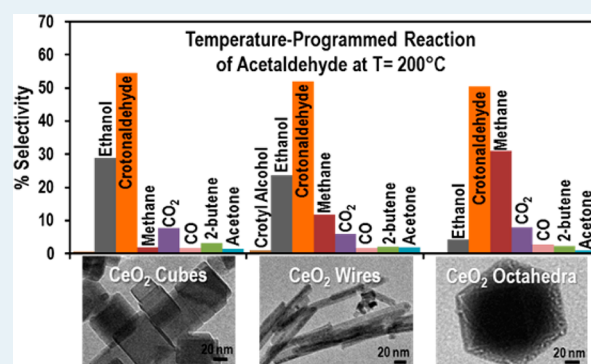 Temperature-Programmed Reaction
of Acetaldehyde at T= 200°C
% Selectivity
70
60
50
40
30
20
10
0
Ethanol
Crotonaldehyde
Methane
CO₂
CO
2-butene
Acetone
Crotyl Alcohol
Ethanol
Crotonaldehyde
Methane
CO₂
CO
2-butene
Acetone
Ethanol
Crotonaldehyde
Methane
CO₂
CO
2-butene
Acetone
CeO₂ Cubes
CeO₂ Wires
CeO₂ Octahedra
20 nm
20 nm
20 nm